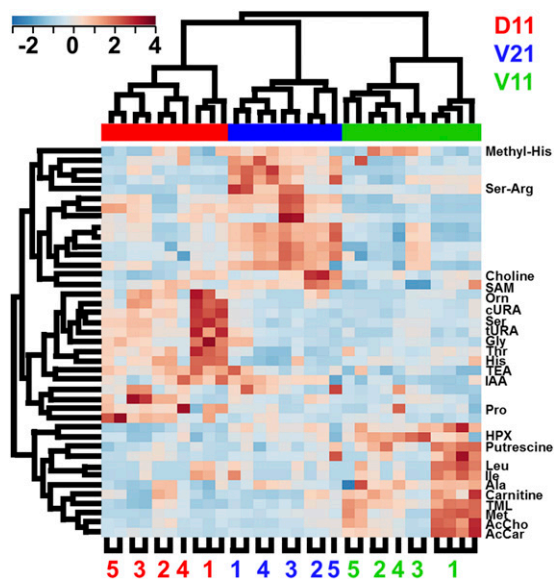 -2 0 2 4
D11
V21
V11
Methyl-His
Ser-Arg
Choline
SAM
Orn
cURA
Ser
tURA
Gly
Thr
His
TEA
IAA
Pro
HPX
Putrescine
Leu
Ile
Ala
Carnitine
TML
Met
AcCho
AcCar
5 3 2 4 1 1 4 3 2 5 5 2 4 3 1